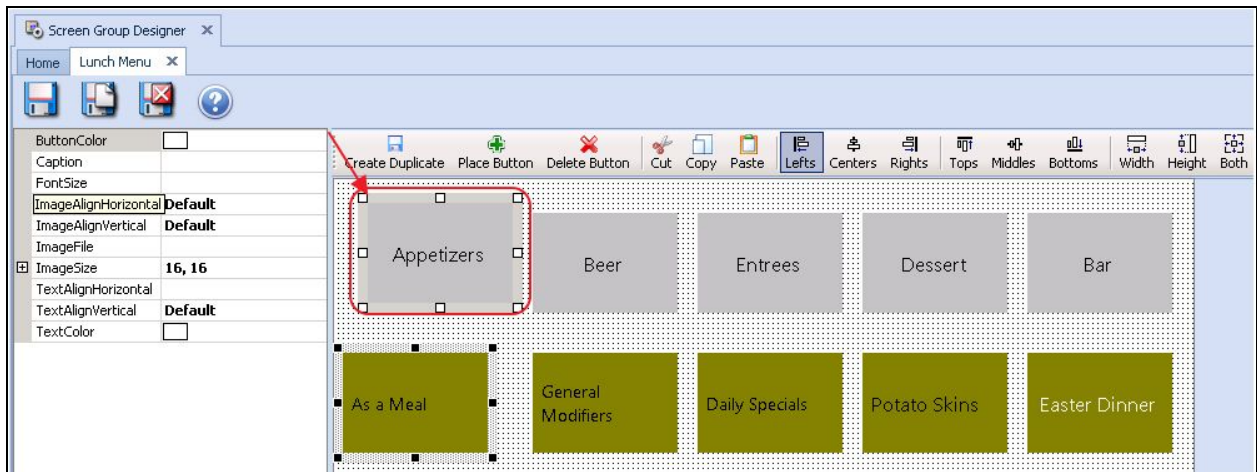 Screen Group Designer
Home Lunch Menu
ButtonColor
Caption
FontSize
ImageAlignHorizontal Default
ImageAlignVertical Default
ImageFile
ImageSize 16, 16
TextAlignHorizontal
TextAlignVertical Default
TextColor
Create Duplicate Place Button Delete Button Cut Copy Paste Lefts Centers Rights Tops Middles Bottoms Width Height Both
Appetizers Beer Entrees Dessert Bar
As a Meal General Modifiers Daily Specials Potato Skins Easter Dinner